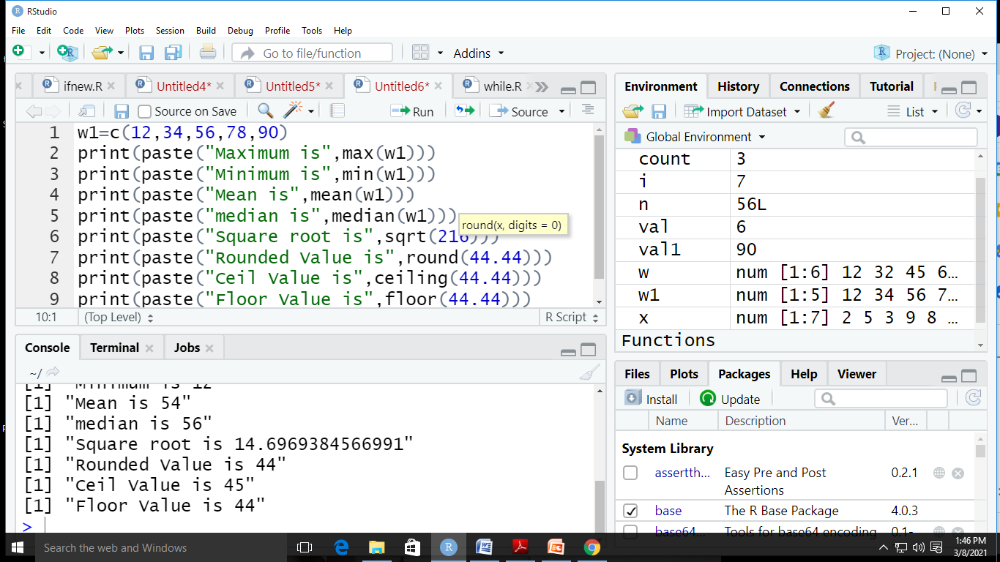 RStudio
File Edit Code View Plots Session Build Debug Profile Tools Help
Go to file/function Addins Project: (None)
ifnew.R Untitled4* Untitled5* Untitled6* while.R
Source on Save Run Source
1 w1=c(12,34,56,78,90)
2 print(paste("Maximum is",max(w1)))
3 print(paste("Minimum is",min(w1)))
4 print(paste("Mean is",mean(w1)))
5 print(paste("median is",median(w1)))
round(x, digits = 0)
6 print(paste("Square root is",sqrt(216)))
7 print(paste("Rounded Value is",round(44.44)))
8 print(paste("Ceil Value is",ceiling(44.44)))
9 print(paste("Floor Value is",floor(44.44)))
10:1 (Top Level) R Script
Console Terminal Jobs
~/
[1] "Minimum is 12"
[1] "Mean is 54"
[1] "median is 56"
[1] "Square root is 14.6969384566991"
[1] "Rounded Value is 44"
[1] "Ceil Value is 45"
[1] "Floor Value is 44"
>
Environment History Connections Tutorial
Import Dataset List
Global Environment
count 3
i 7
n 56L
val 6
val1 90
w num [1:6] 12 32 45 6...
w1 num [1:5] 12 34 56 7...
x num [1:7] 2 5 3 9 8 ...
Functions
Files Plots Packages Help Viewer
Install Update
Name Description Ver...
System Library
assertth... Easy Pre and Post Assertions 0.2.1
base The R Base Package 4.0.3
base64... Tools for base64 encoding 0.1-
Search the web and Windows
1:46 PM
3/8/2021